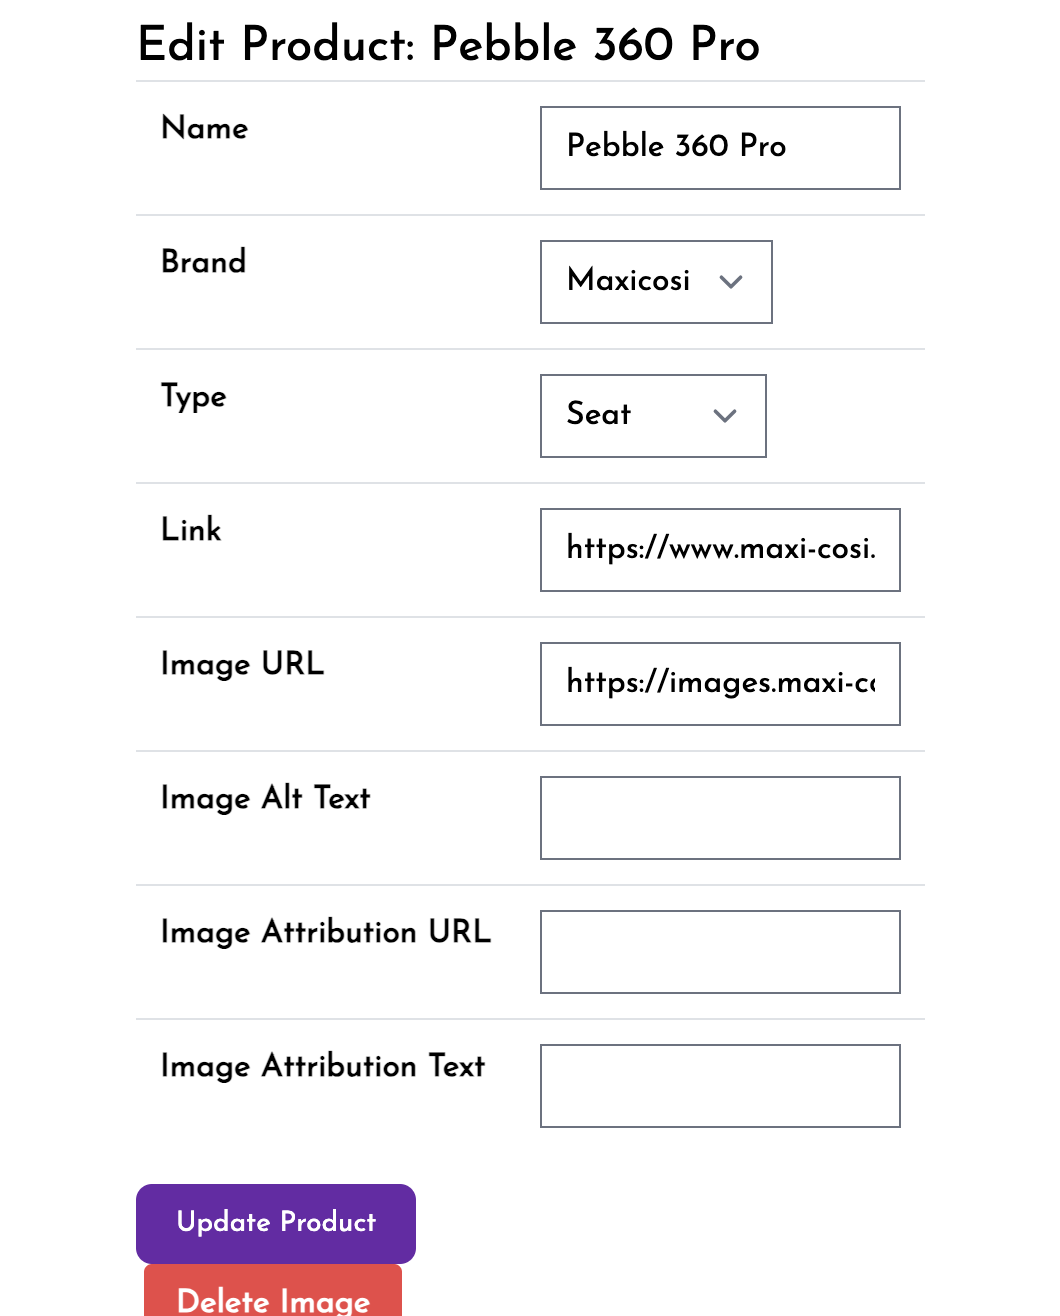 Edit Product: Pebble 360 Pro
Name
Pebble 360 Pro
Brand
Maxicosi
Type
Seat
Link
https://www.maxi-cosi.
Image URL
https://images.maxi-co
Image Alt Text
Image Attribution URL
Image Attribution Text
Update Product
Delete Image